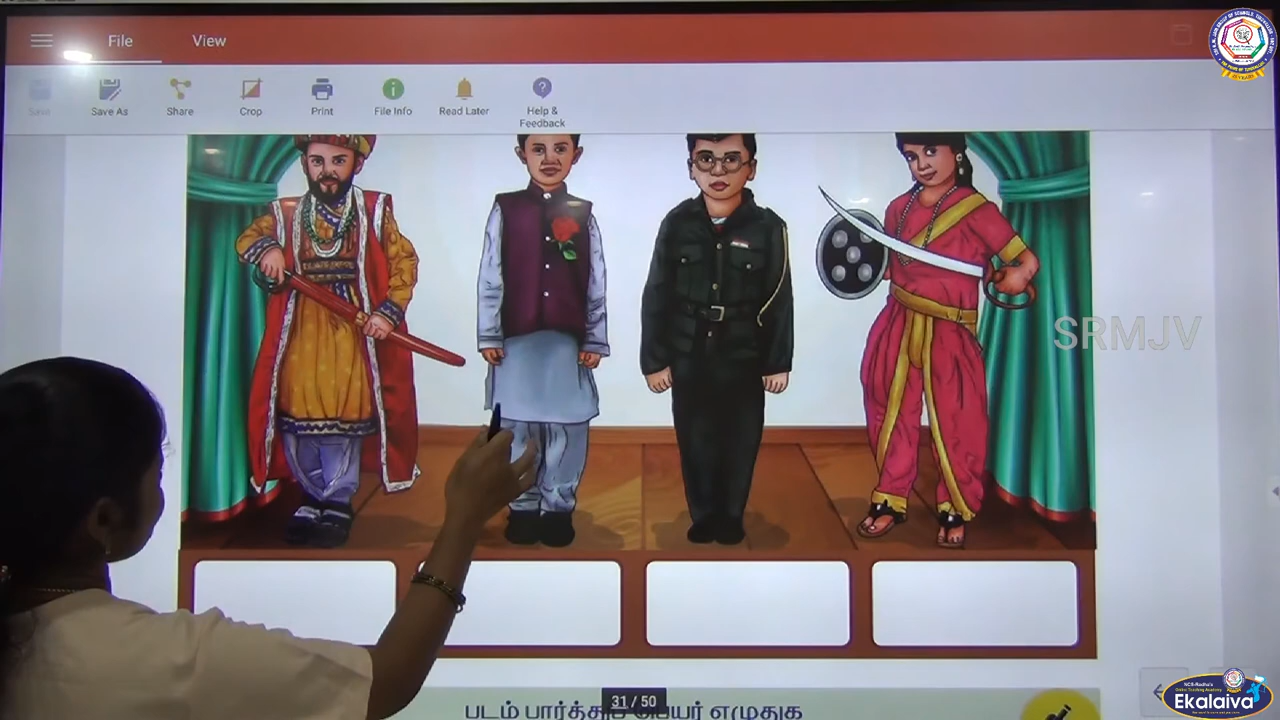 File
View
Save
Save As
Share
Crop
Print
File Info
Read Later
Help &
Feedback
SRMJV
31 / 50
படம் பார்த்துப் பெயர் எழுதுக
Ekalaiva